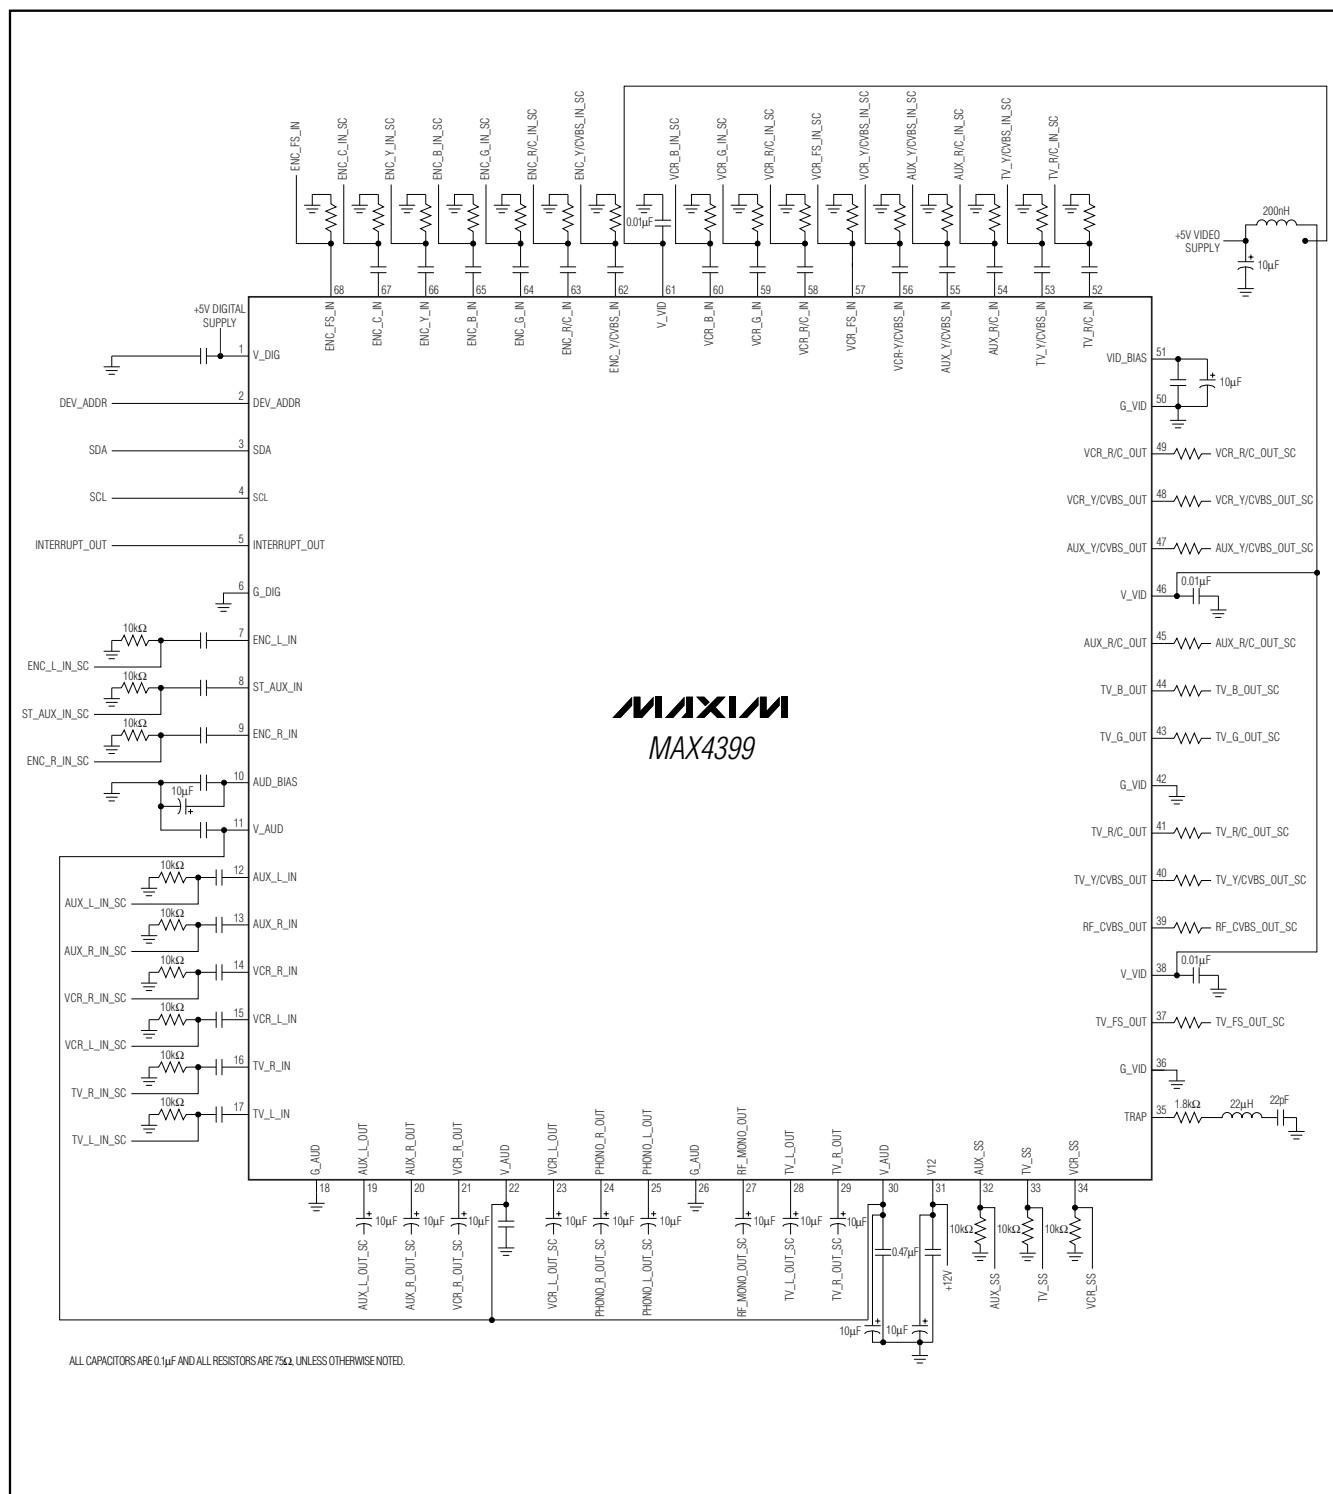 ENC_FS_IN
ENC_C_IN_SC
ENC_Y_IN_SC
ENC_B_IN_SC
ENC_G_IN_SC
ENC_R/C_IN_SC
ENC_Y/CVBS_IN_SC
VCR_B_IN_SC
VCR_G_IN_SC
VCR_R/C_IN_SC
VCR_FS_IN_SC
VCR_Y/CVBS_IN_SC
AUX_Y/CVBS_IN_SC
AUX_R/C_IN_SC
TV_Y/CVBS_IN_SC
TV_R/C_IN_SC
0.01µF
200nH
+5V VIDEO
SUPPLY
10µF
68
67
66
65
64
63
62
61
60
59
58
57
56
55
54
53
52
ENC_FS_IN
ENC_C_IN
ENC_Y_IN
ENC_B_IN
ENC_G_IN
ENC_R/C_IN
ENC_Y/CVBS_IN
V_VID
VCR_B_IN
VCR_G_IN
VCR_R/C_IN
VCR_FS_IN
VCR-Y/CVBS_IN
AUX_Y/CVBS_IN
AUX_R/C_IN
TV_Y/CVBS_IN
TV_R/C_IN
+5V DIGITAL
SUPPLY
1
V_DIG
DEV_ADDR
2
DEV_ADDR
SDA
3
SDA
SCL
4
SCL
INTERRUPT_OUT
5
INTERRUPT_OUT
6
G_DIG
10kΩ
7
ENC_L_IN
ENC_L_IN_SC
10kΩ
8
ST_AUX_IN
ST_AUX_IN_SC
10kΩ
9
ENC_R_IN
ENC_R_IN_SC
10
AUD_BIAS
10µF
11
V_AUD
10kΩ
12
AUX_L_IN
AUX_L_IN_SC
10kΩ
13
AUX_R_IN
AUX_R_IN_SC
10kΩ
14
VCR_R_IN
VCR_R_IN_SC
10kΩ
15
VCR_L_IN
VCR_L_IN_SC
10kΩ
16
TV_R_IN
TV_R_IN_SC
10kΩ
17
TV_L_IN
TV_L_IN_SC
MAXIM
MAX4399
VID_BIAS
51
10µF
G_VID
50
VCR_R/C_OUT
49
VCR_R/C_OUT_SC
VCR_Y/CVBS_OUT
48
VCR_Y/CVBS_OUT_SC
AUX_Y/CVBS_OUT
47
AUX_Y/CVBS_OUT_SC
V_VID
46
0.01µF
AUX_R/C_OUT
45
AUX_R/C_OUT_SC
TV_B_OUT
44
TV_B_OUT_SC
TV_G_OUT
43
TV_G_OUT_SC
G_VID
42
TV_R/C_OUT
41
TV_R/C_OUT_SC
TV_Y/CVBS_OUT
40
TV_Y/CVBS_OUT_SC
RF_CVBS_OUT
39
RF_CVBS_OUT_SC
V_VID
38
0.01µF
TV_FS_OUT
37
TV_FS_OUT_SC
G_VID
36
TRAP
35
1.8kΩ
22µH
22pF
G_AUD
AUX_L_OUT
AUX_R_OUT
VCR_R_OUT
V_AUD
VCR_L_OUT
PHONO_R_OUT
PHONO_L_OUT
G_AUD
RF_MONO_OUT
TV_L_OUT
TV_R_OUT
V_AUD
V12
AUX_SS
TV_SS
VCR_SS
18
19
20
21
22
23
24
25
26
27
28
29
30
31
32
33
34
10µF
10µF
10µF
10µF
10µF
10µF
10µF
10µF
10µF
0.47µF
10kΩ
10kΩ
10kΩ
AUX_L_OUT_SC
AUX_R_OUT_SC
VCR_R_OUT_SC
VCR_L_OUT_SC
PHONO_R_OUT_SC
PHONO_L_OUT_SC
RF_MONO_OUT_SC
TV_L_OUT_SC
TV_R_OUT_SC
+12V
AUX_SS
TV_SS
VCR_SS
10µF
10µF
ALL CAPACITORS ARE 0.1µF AND ALL RESISTORS ARE 75Ω, UNLESS OTHERWISE NOTED.